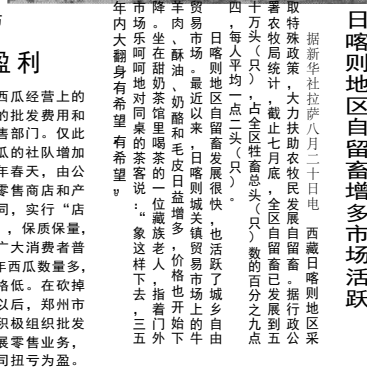 日喀则地区自留畜增多市场活跃
据新华社拉萨八月二十日电　西藏日喀则地区采
取特殊政策，大力扶助农牧民发展自留畜。据行政公
署农牧局统计，截止七月底，全区自留畜已发展到五
十万头（只），占全区牲畜总头（只）数的百分之九点
四，每人平均一点二头（只）。
日喀则地区自留畜发展很快，也活跃了城乡自由
贸易市场。最近以来，日喀则城关镇贸易市场上的牛
羊肉、酥油、奶酪和毛皮日益增多，价格也开始下
降。坐在甜奶茶馆里喝茶的一位藏族老人，指着门外
市场乐呵呵地对同桌的茶客说：“象这样下去，三五
年内大翻身有希望，有希望。”
盈利
西瓜经营上的
的批发费用和
售部门。仅此
瓜的社队增加
年春天，由公
零售商店和产
同，实行“店
，保质保量，
广大消费者普
年西瓜数量多，
格低。在砍掉
以后，郑州市
积极组织批发
展零售业务，
司扭亏为盈。